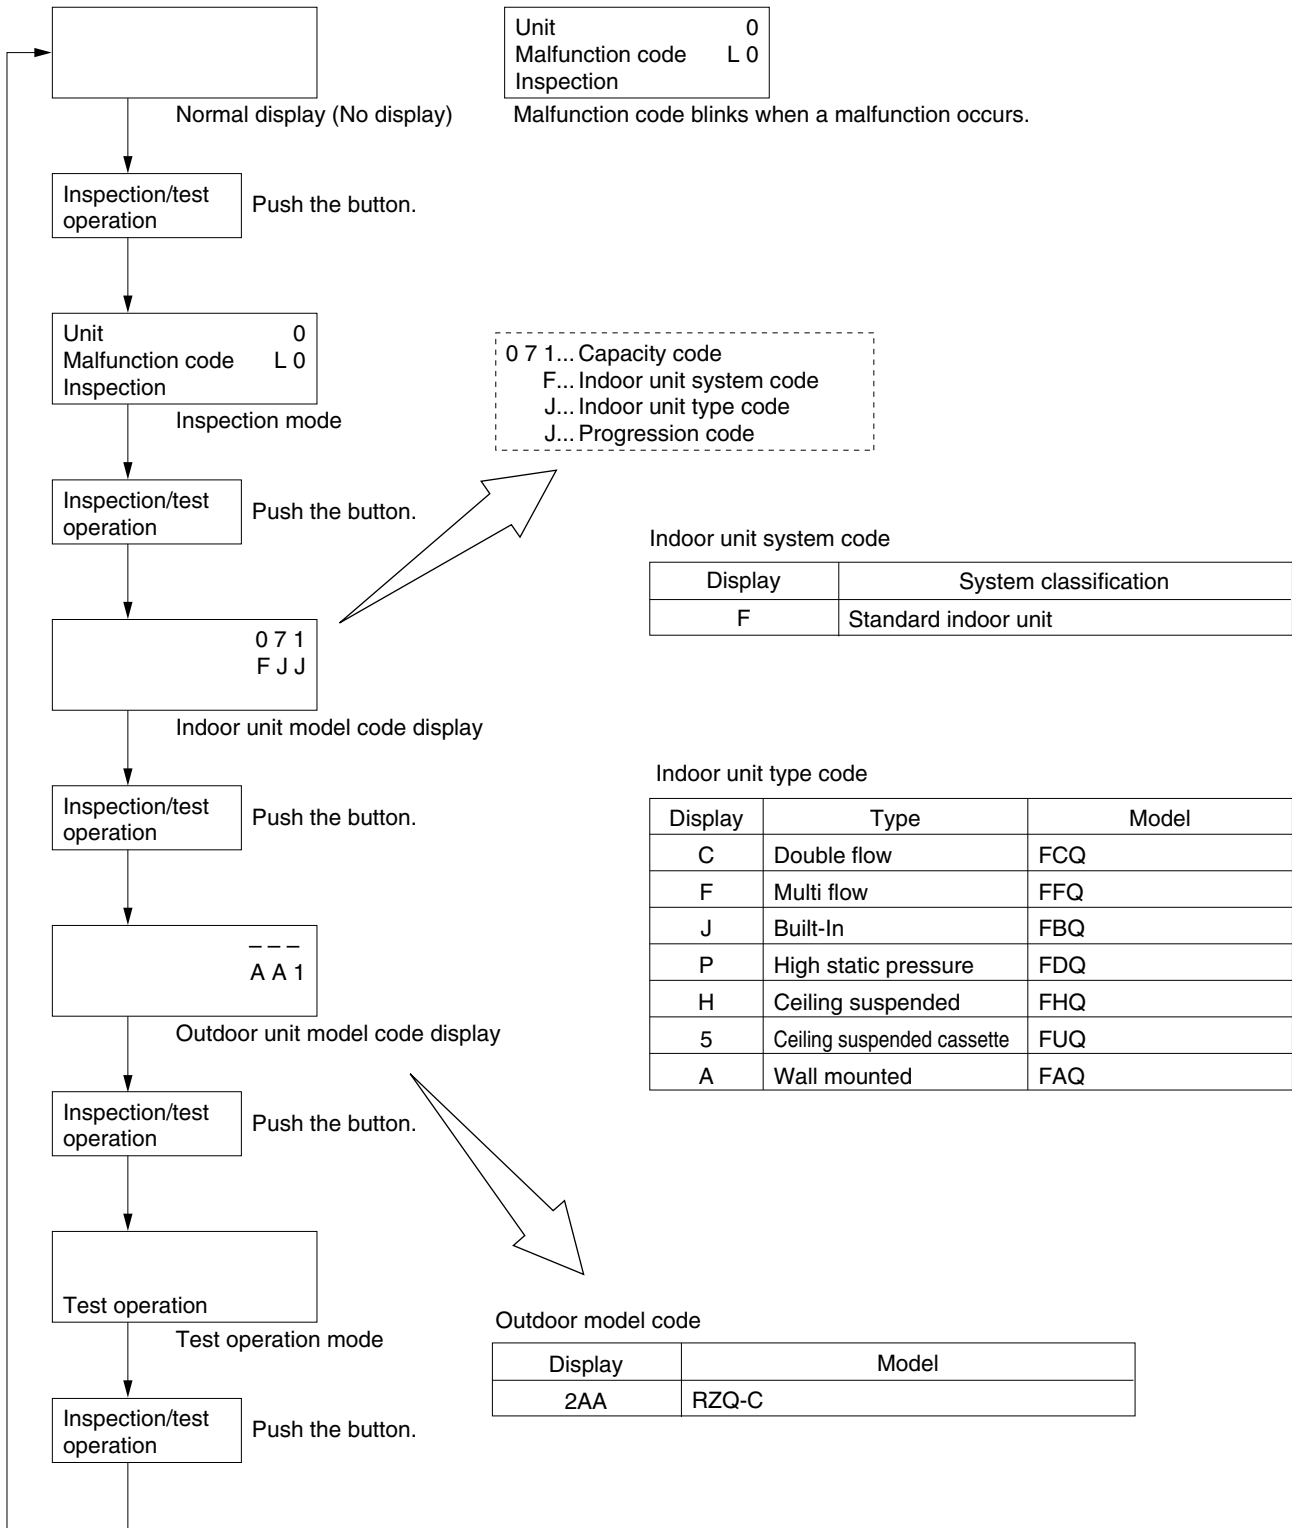 Unit 0
Malfunction code L 0
Inspection
Normal display (No display)
Malfunction code blinks when a malfunction occurs.
Inspection/test
operation
Push the button.
Unit 0
Malfunction code L 0
Inspection
Inspection mode
0 7 1... Capacity code
F... Indoor unit system code
J... Indoor unit type code
J... Progression code
Inspection/test
operation
Push the button.
Indoor unit system code
Display System classification
F Standard indoor unit
0 7 1
F J J
Indoor unit model code display
Indoor unit type code
Display Type Model
C Double flow FCQ
F Multi flow FFQ
J Built-In FBQ
P High static pressure FDQ
H Ceiling suspended FHQ
5 Ceiling suspended cassette FUQ
A Wall mounted FAQ
Inspection/test
operation
Push the button.
– – –
A A 1
Outdoor unit model code display
Inspection/test
operation
Push the button.
Test operation
Test operation mode
Outdoor model code
Display Model
2AA RZQ-C
Inspection/test
operation
Push the button.